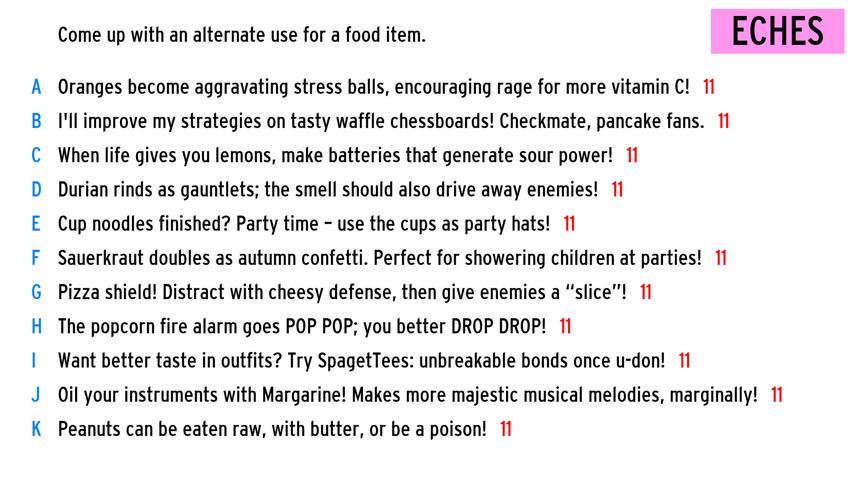 Come up with an alternate use for a food item.
ECHES
A Oranges become aggravating stress balls, encouraging rage for more vitamin C! 11
B I'll improve my strategies on tasty waffle chessboards! Checkmate, pancake fans. 11
C When life gives you lemons, make batteries that generate sour power! 11
D Durian rinds as gauntlets; the smell should also drive away enemies! 11
E Cup noodles finished? Party time – use the cups as party hats! 11
F Sauerkraut doubles as autumn confetti. Perfect for showering children at parties! 11
G Pizza shield! Distract with cheesy defense, then give enemies a “slice”! 11
H The popcorn fire alarm goes POP POP; you better DROP DROP! 11
I Want better taste in outfits? Try SpagetTees: unbreakable bonds once u-don! 11
J Oil your instruments with Margarine! Makes more majestic musical melodies, marginally! 11
K Peanuts can be eaten raw, with butter, or be a poison! 11